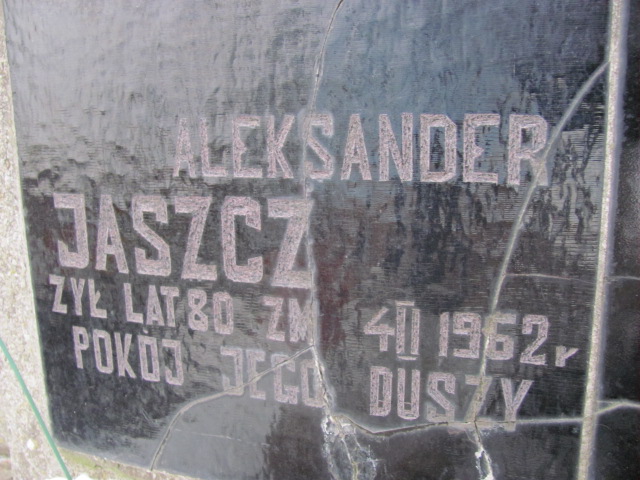 ALEKSANDER
JASZCZ
ŻYŁ LAT 80 ZM 4 II 1962 r
POKÓJ JEGO DUSZY